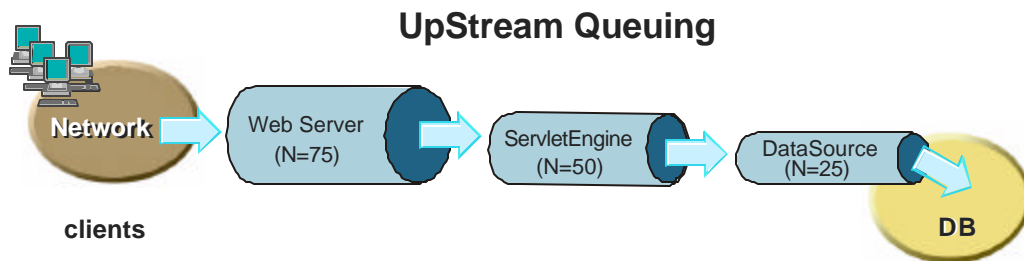 UpStream Queuing
Network
Web Server
(N=75)
ServletEngine
(N=50)
DataSource
(N=25)
clients
DB